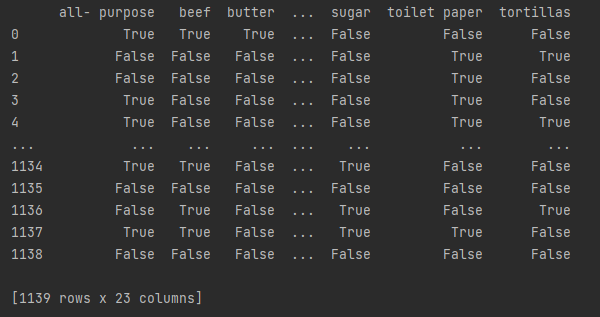 all- purpose beef butter ... sugar toilet paper tortillas
0 True True True ... False False False
1 False False False ... False True True
2 False False False ... False True False
3 True False False ... False True False
4 True False False ... False True True
... ... ... ... ... ... ... ...
1134 True True False ... True False False
1135 False False False ... False False False
1136 False True False ... True False True
1137 True True False ... True True False
1138 False False False ... False False False
[1139 rows x 23 columns]